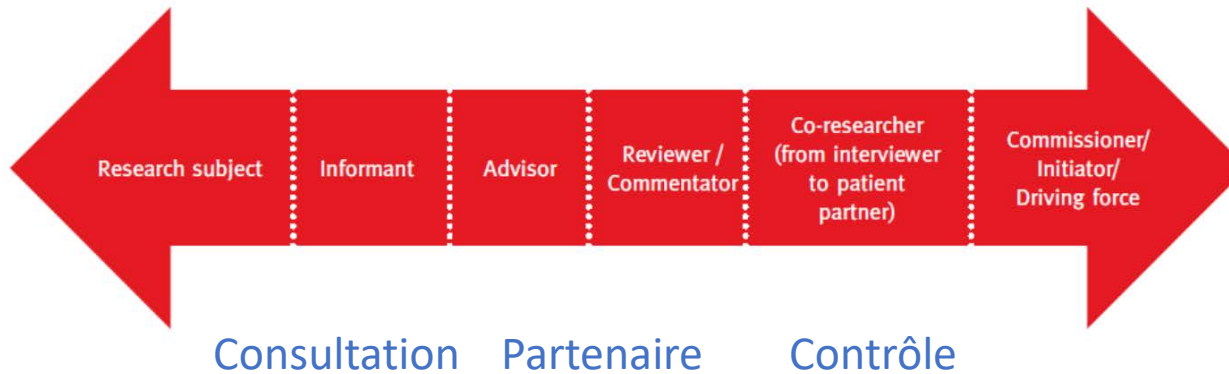 Research subject
Informant
Advisor
Reviewer /
Commentator
Co-researcher
(from interviewer
to patient
partner)
Commissioner/
Initiator/
Driving force
Consultation Partenaire Contrôle